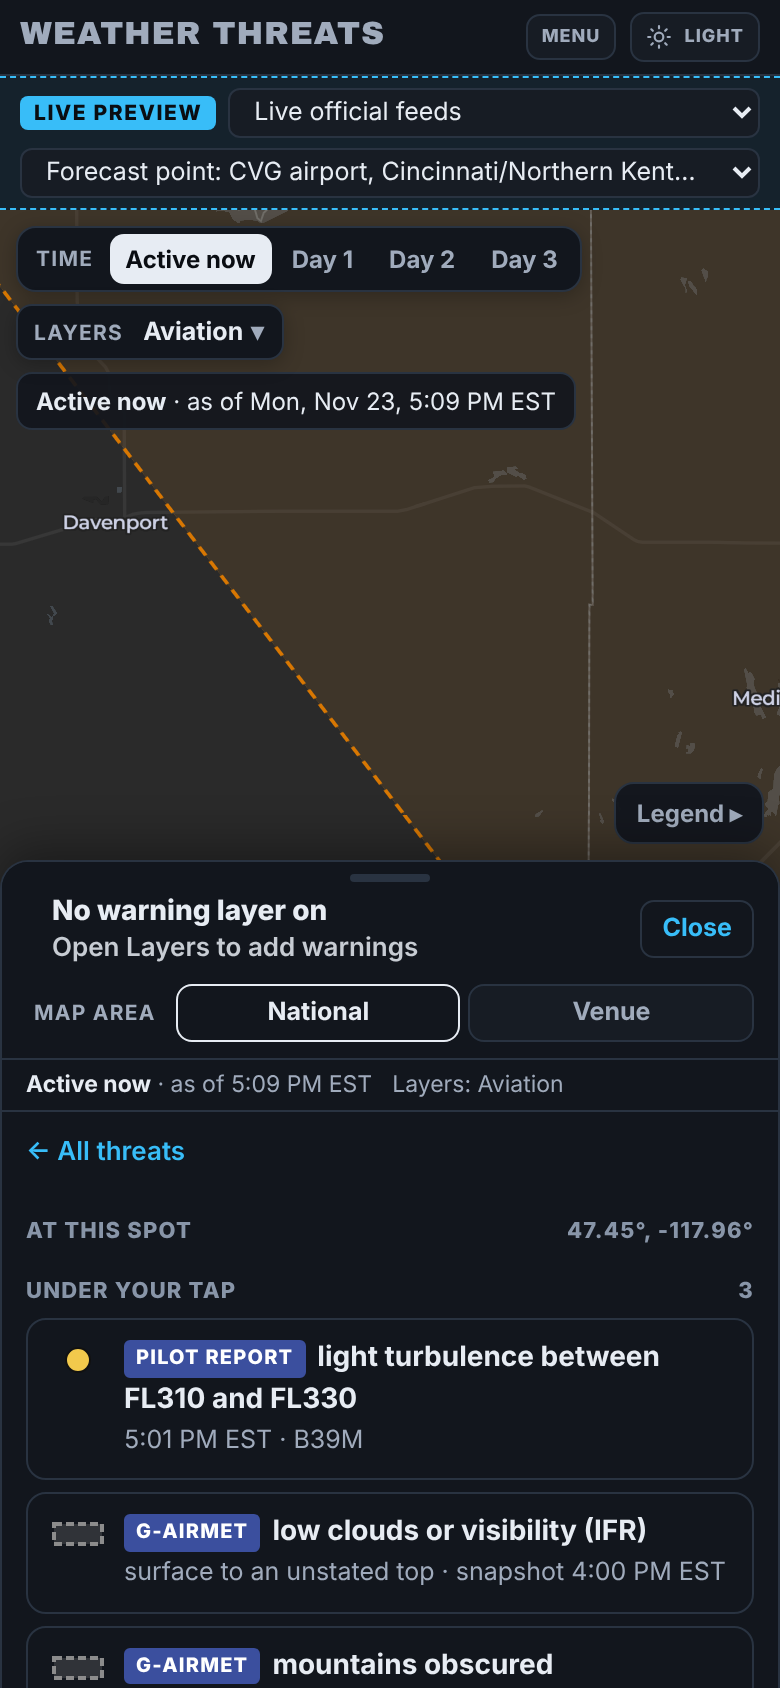 WEATHER THREATS
MENU
LIGHT
LIVE PREVIEW
Live official feeds
Forecast point: CVG airport, Cincinnati/Northern Kent...
TIME
Active now
Day 1
Day 2
Day 3
LAYERS Aviation ▾
Active now · as of Mon, Nov 23, 5:09 PM EST
Davenport
Medi
Legend ▸
No warning layer on
Open Layers to add warnings
Close
MAP AREA
National
Venue
Active now · as of 5:09 PM EST Layers: Aviation
← All threats
AT THIS SPOT
47.45°, -117.96°
UNDER YOUR TAP
3
PILOT REPORT light turbulence between
FL310 and FL330
5:01 PM EST · B39M
G-AIRMET low clouds or visibility (IFR)
surface to an unstated top · snapshot 4:00 PM EST
G-AIRMET mountains obscured